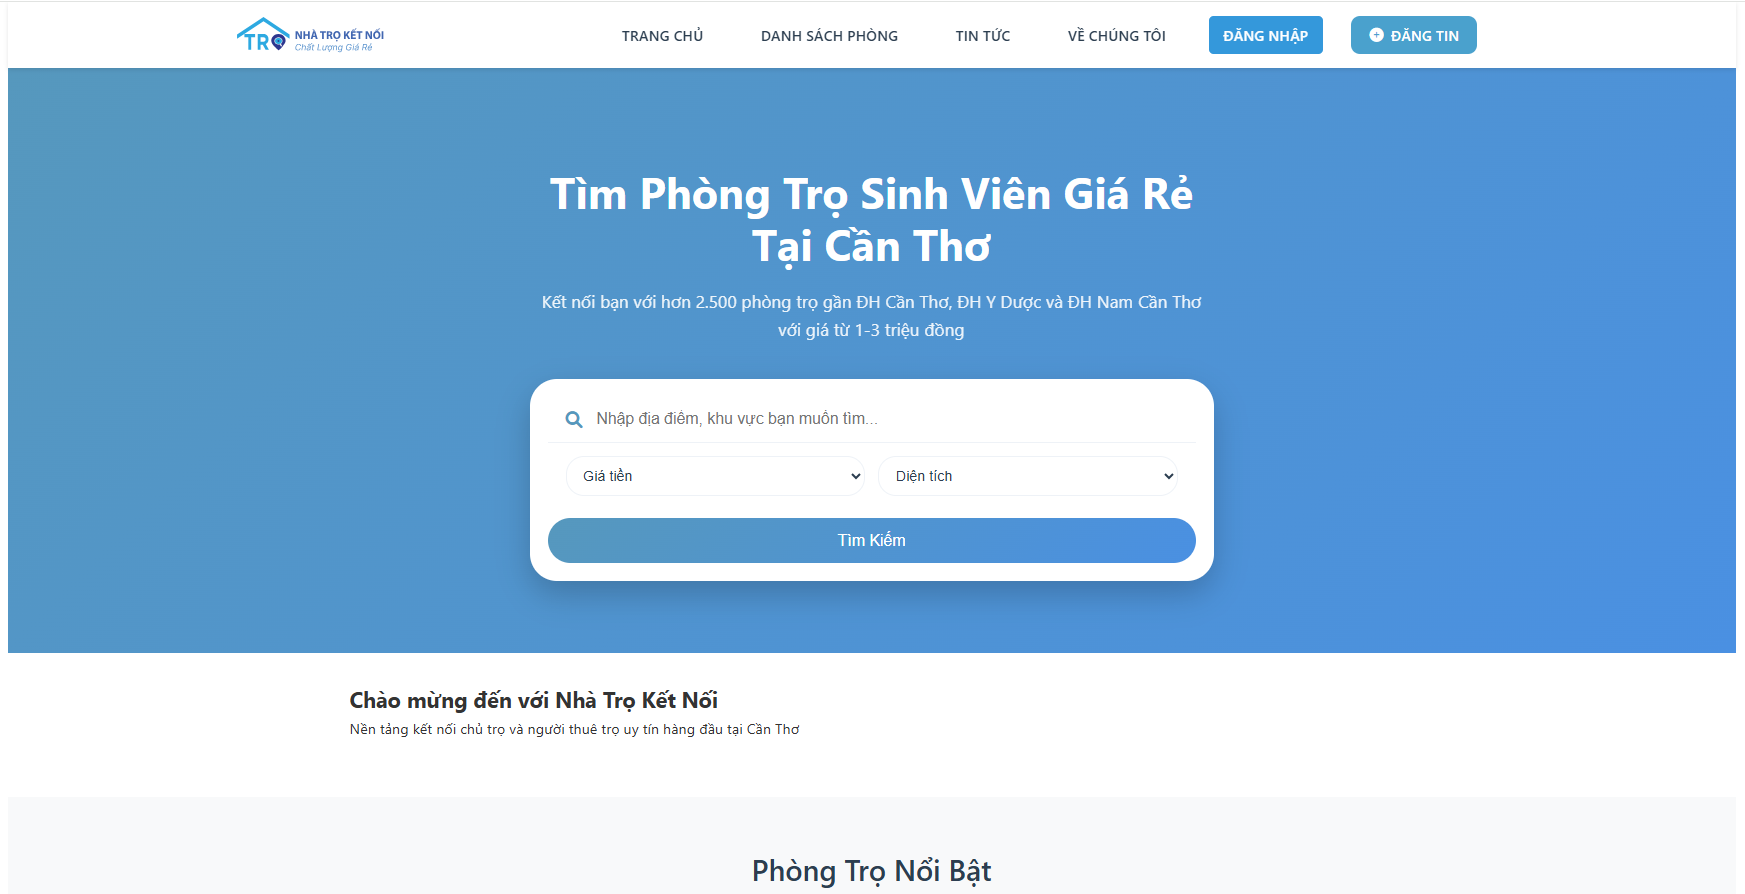 TRỌ
NHÀ TRỌ KẾT NỐI
Chất Lượng Giá Rẻ
TRANG CHỦ
DANH SÁCH PHÒNG
TIN TỨC
VỀ CHÚNG TÔI
ĐĂNG NHẬP
ĐĂNG TIN
Tìm Phòng Trọ Sinh Viên Giá Rẻ
Tại Cần Thơ
Kết nối bạn với hơn 2.500 phòng trọ gần ĐH Cần Thơ, ĐH Y Dược và ĐH Nam Cần Thơ
với giá từ 1-3 triệu đồng
Nhập địa điểm, khu vực bạn muốn tìm...
Giá tiền
Diện tích
Tìm Kiếm
Chào mừng đến với Nhà Trọ Kết Nối
Nền tảng kết nối chủ trọ và người thuê trọ uy tín hàng đầu tại Cần Thơ
Phòng Trọ Nổi Bật